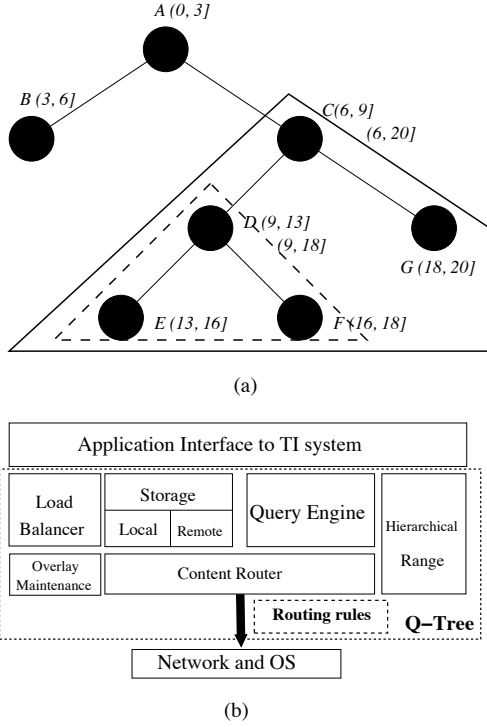 A (0, 3]
B (3, 6]
C(6, 9]
(6, 20]
D (9, 13]
(9, 18]
G (18, 20]
E (13, 16]
F (16, 18]
(a)
Application Interface to TI system
Load Balancer
Storage
Local
Remote
Query Engine
Hierarchical
Range
Overlay
Maintenance
Content Router
Routing rules
Q–Tree
Network and OS
(b)